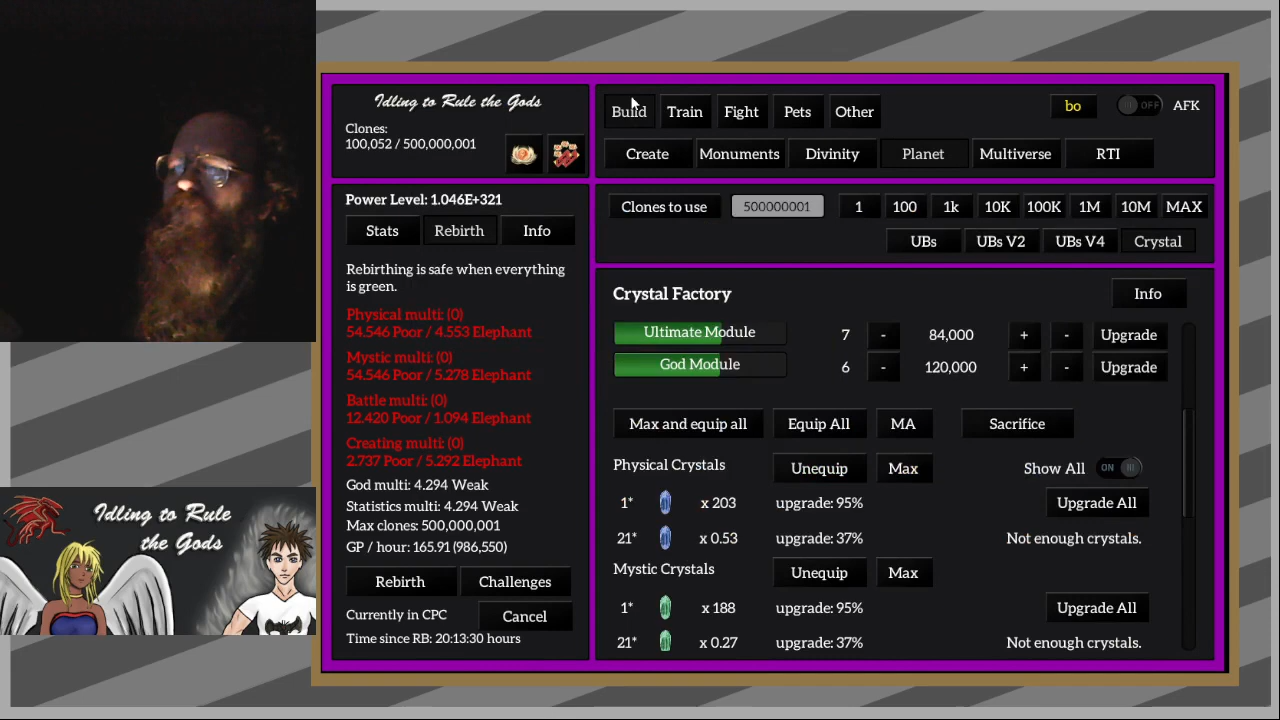 Idling to Rule the Gods
Clones:
100,052 / 500,000,001
Build Train Fight Pets Other
bo
OFF
AFK
Create Monuments Divinity Planet Multiverse RTI
Power Level: 1.046E+321
Stats Rebirth Info
Rebirthing is safe when everything
is green.
Physical multi: (0)
54.546 Poor / 4.553 Elephant
Mystic multi: (0)
54.546 Poor / 5.278 Elephant
Battle multi: (0)
12.420 Poor / 1.094 Elephant
Creating multi: (0)
2.737 Poor / 5.292 Elephant
God multi: 4.294 Weak
Statistics multi: 4.294 Weak
Max clones: 500,000,001
GP / hour: 165.91 (986,550)
Rebirth Challenges
Currently in CPC Cancel
Time since RB: 20:13:30 hours
Clones to use 500000001 1 100 1k 10K 100K 1M 10M MAX
UBs UBs V2 UBs V4 Crystal
Crystal Factory Info
Ultimate Module 7 - 84,000 + - Upgrade
God Module 6 - 120,000 + - Upgrade
Max and equip all Equip All MA Sacrifice
Physical Crystals Unequip Max Show All ON
1* x 203 upgrade: 95% Upgrade All
21* x 0.53 upgrade: 37% Not enough crystals.
Mystic Crystals Unequip Max
1* x 188 upgrade: 95% Upgrade All
21* x 0.27 upgrade: 37% Not enough crystals.
Idling to Rule
the Gods